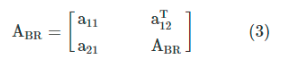 A_BR = [ a_11 a_12^T
a_21 A_BR ] (3)